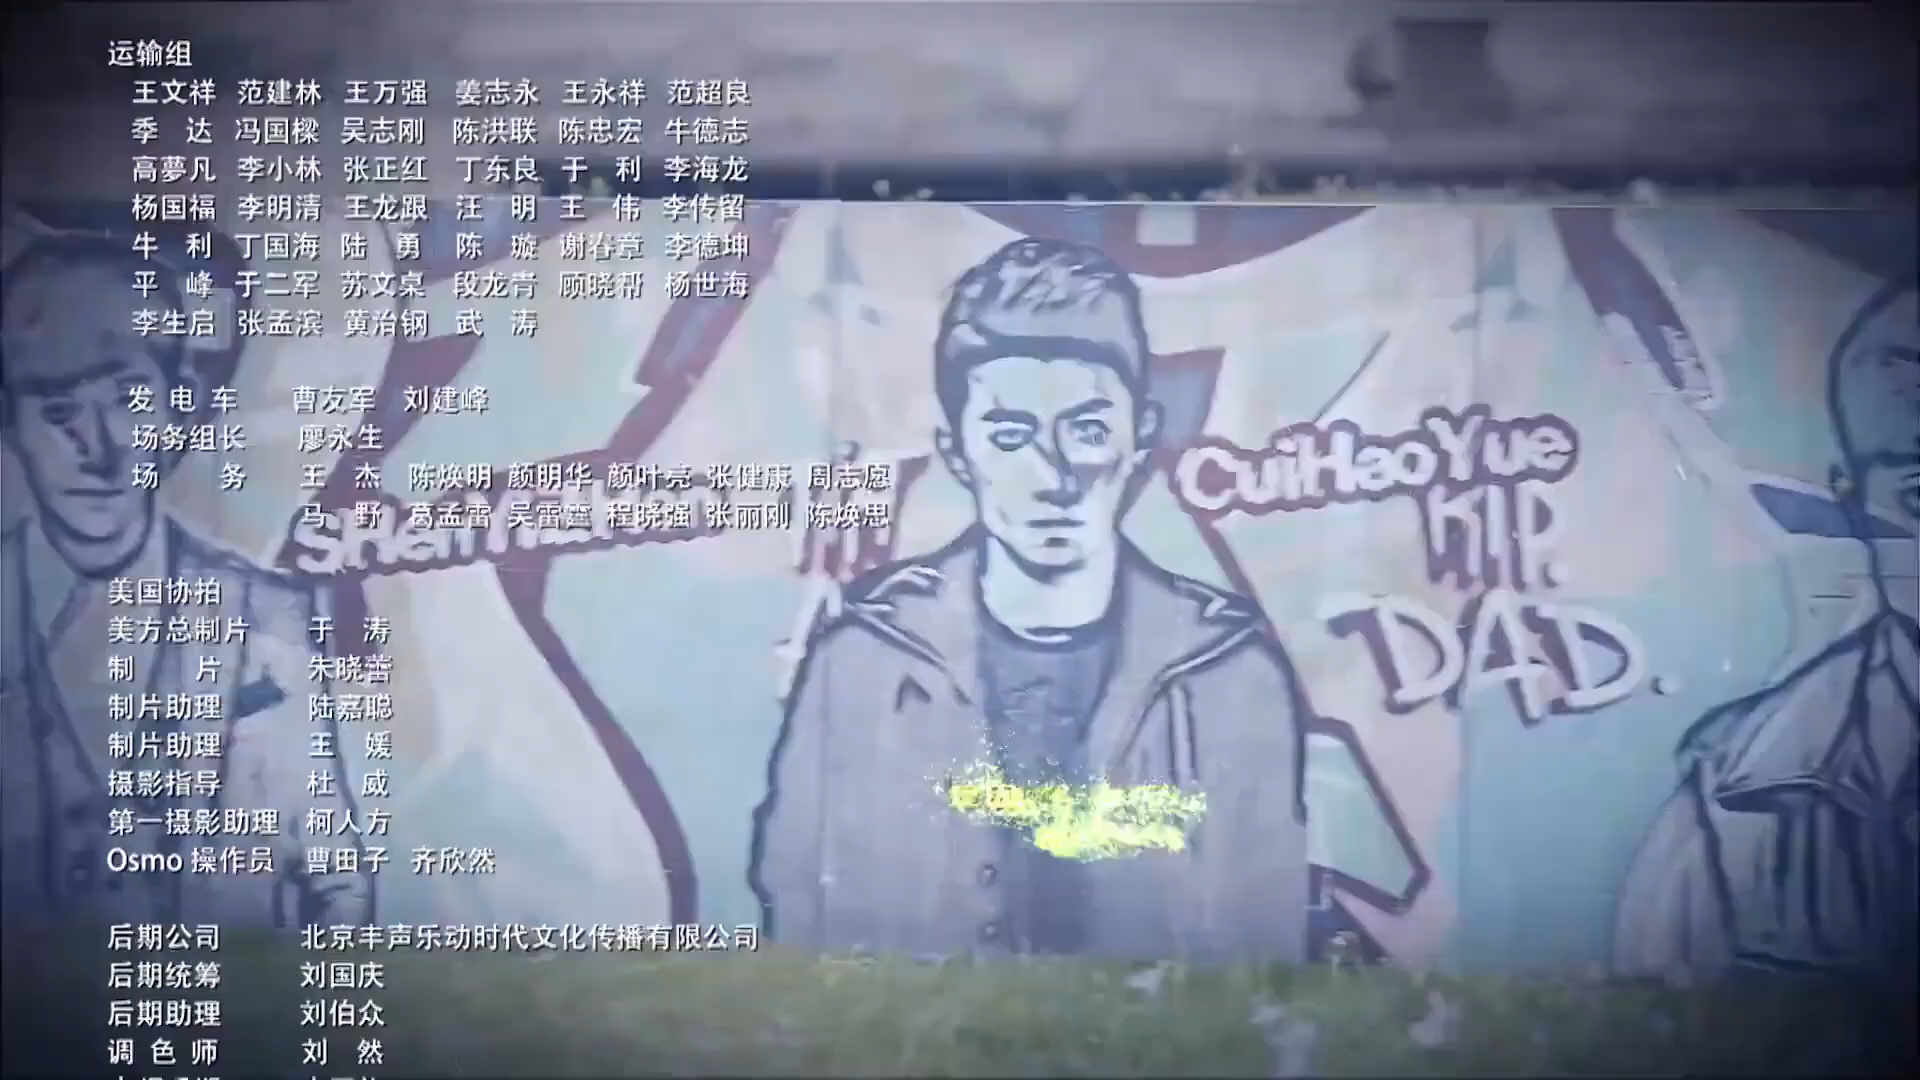 运输组
王文祥 范建林 王万强 姜志永 王永祥 范超良
季 达 冯国樑 吴志刚 陈洪联 陈忠宏 牛德志
高夢凡 李小林 张正红 丁东良 于 利 李海龙
杨国福 李明清 王龙跟 汪 明 王 伟 李传留
牛 利 丁国海 陆 勇 陈 璇 谢春章 李德坤
平 峰 于二军 苏文桌 段龙青 顾晓帮 杨世海
李生启 张孟滨 黄治钢 武 涛
发电车 曹友军 刘建峰
场务组长 廖永生
场 务 王 杰 陈焕明 颜明华 颜叶亮 张健康 周志愿
马 野 葛孟雷 吴雷霆 程晓强 张丽刚 陈焕思
美国协拍
美方总制片 于 涛
制 片 朱晓蕾
制片助理 陆嘉聪
制片助理 王 媛
摄影指导 杜 威
第一摄影助理 柯人方
Osmo 操作员 曹田子 齐欣然
后期公司 北京丰声乐动时代文化传播有限公司
后期统筹 刘国庆
后期助理 刘伯众
调色师 刘 然
CuiHaoYue
R.I.P.
DAD.